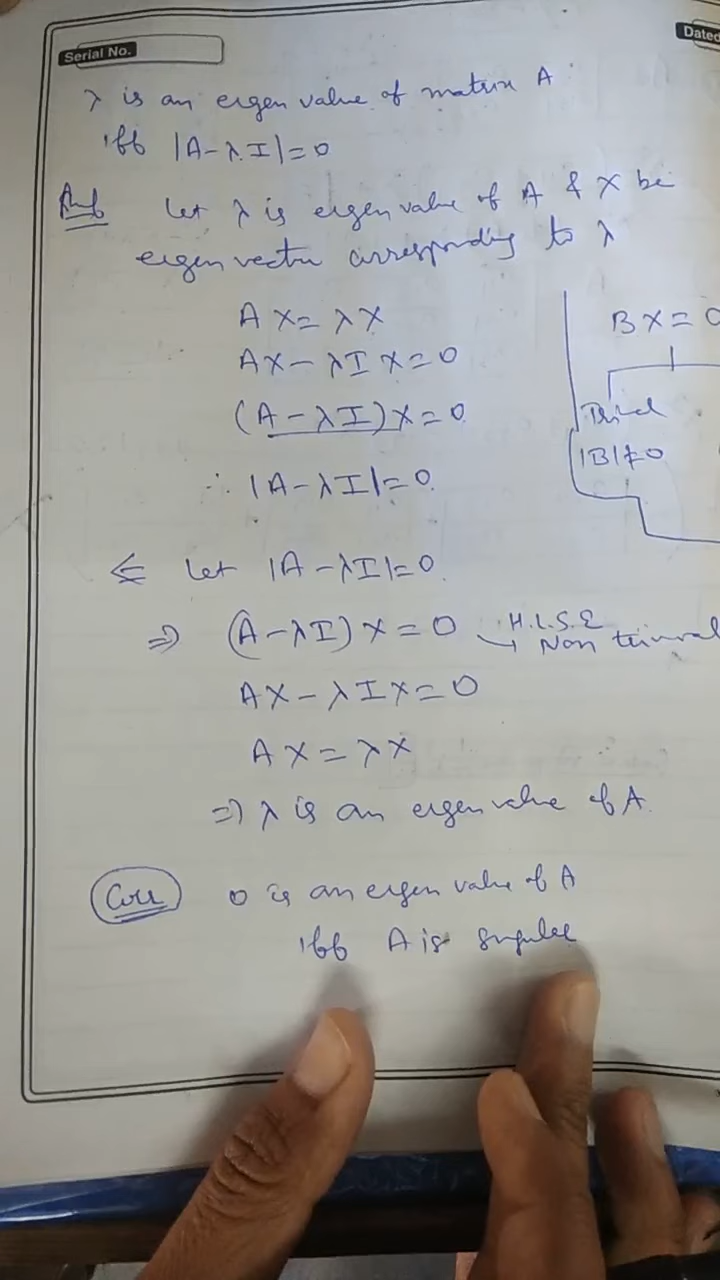 Serial No.
Dated
λ is an eigen value of matrix A
iff |A-λI|=0
Let λ is eigen value of A & X be
eigen vector corresponding to λ
AX=λX
AX-λIX=0
(A-λI)X=0
∴ |A-λI|=0
BX=0
|B|≠0
⇐ Let |A-λI|=0
⇒ (A-λI)X=0 → H.L.S.E
Non trivial
AX-λIX=0
AX=λX
⇒ λ is an eigen value of A.
Corr 0 is an eigen value of A
iff A is singular